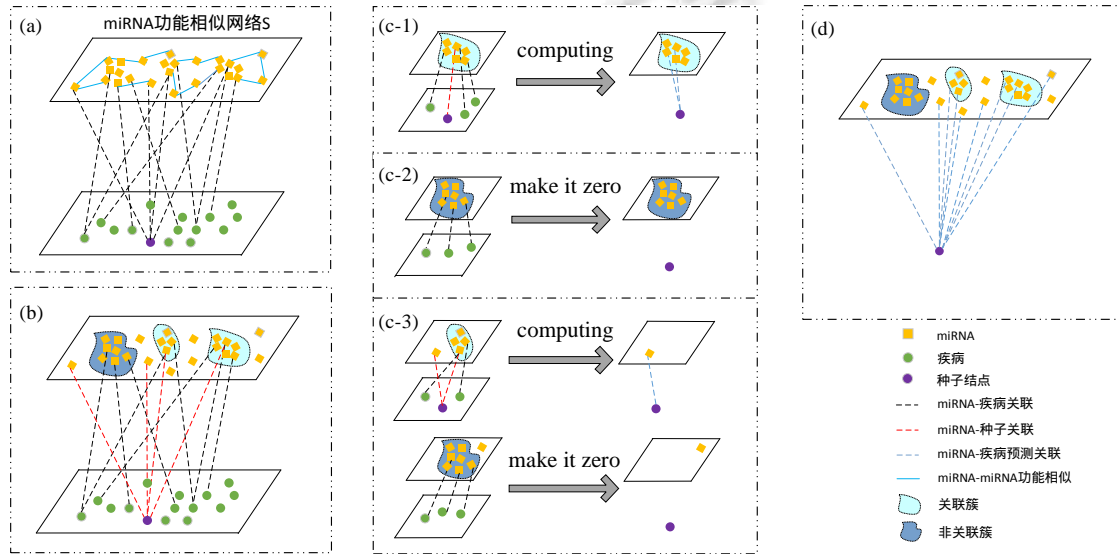 (a)
miRNA功能相似网络S
(b)
(c-1)
computing
(c-2)
make it zero
(c-3)
computing
make it zero
(d)
miRNA
疾病
种子结点
miRNA-疾病关联
miRNA-种子关联
miRNA-疾病预测关联
miRNA-miRNA功能相似
关联簇
非关联簇